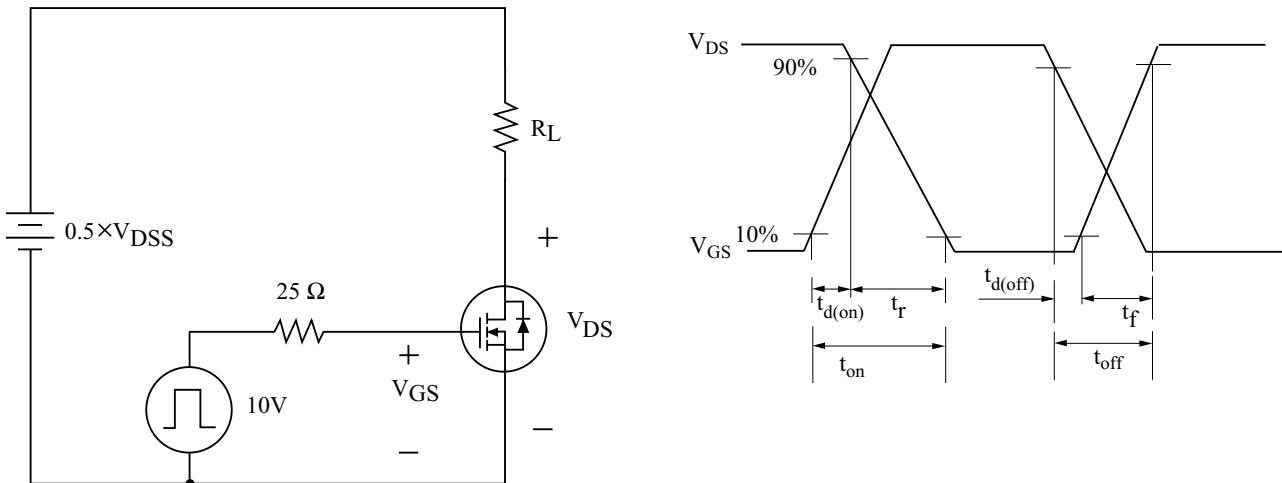 R_L
0.5×V_DSS
+
25 Ω
V_DS
+
V_GS
10V
−
−
V_DS
90%
V_GS 10%
t_d(on)
t_r
t_on
t_d(off)
t_f
t_off